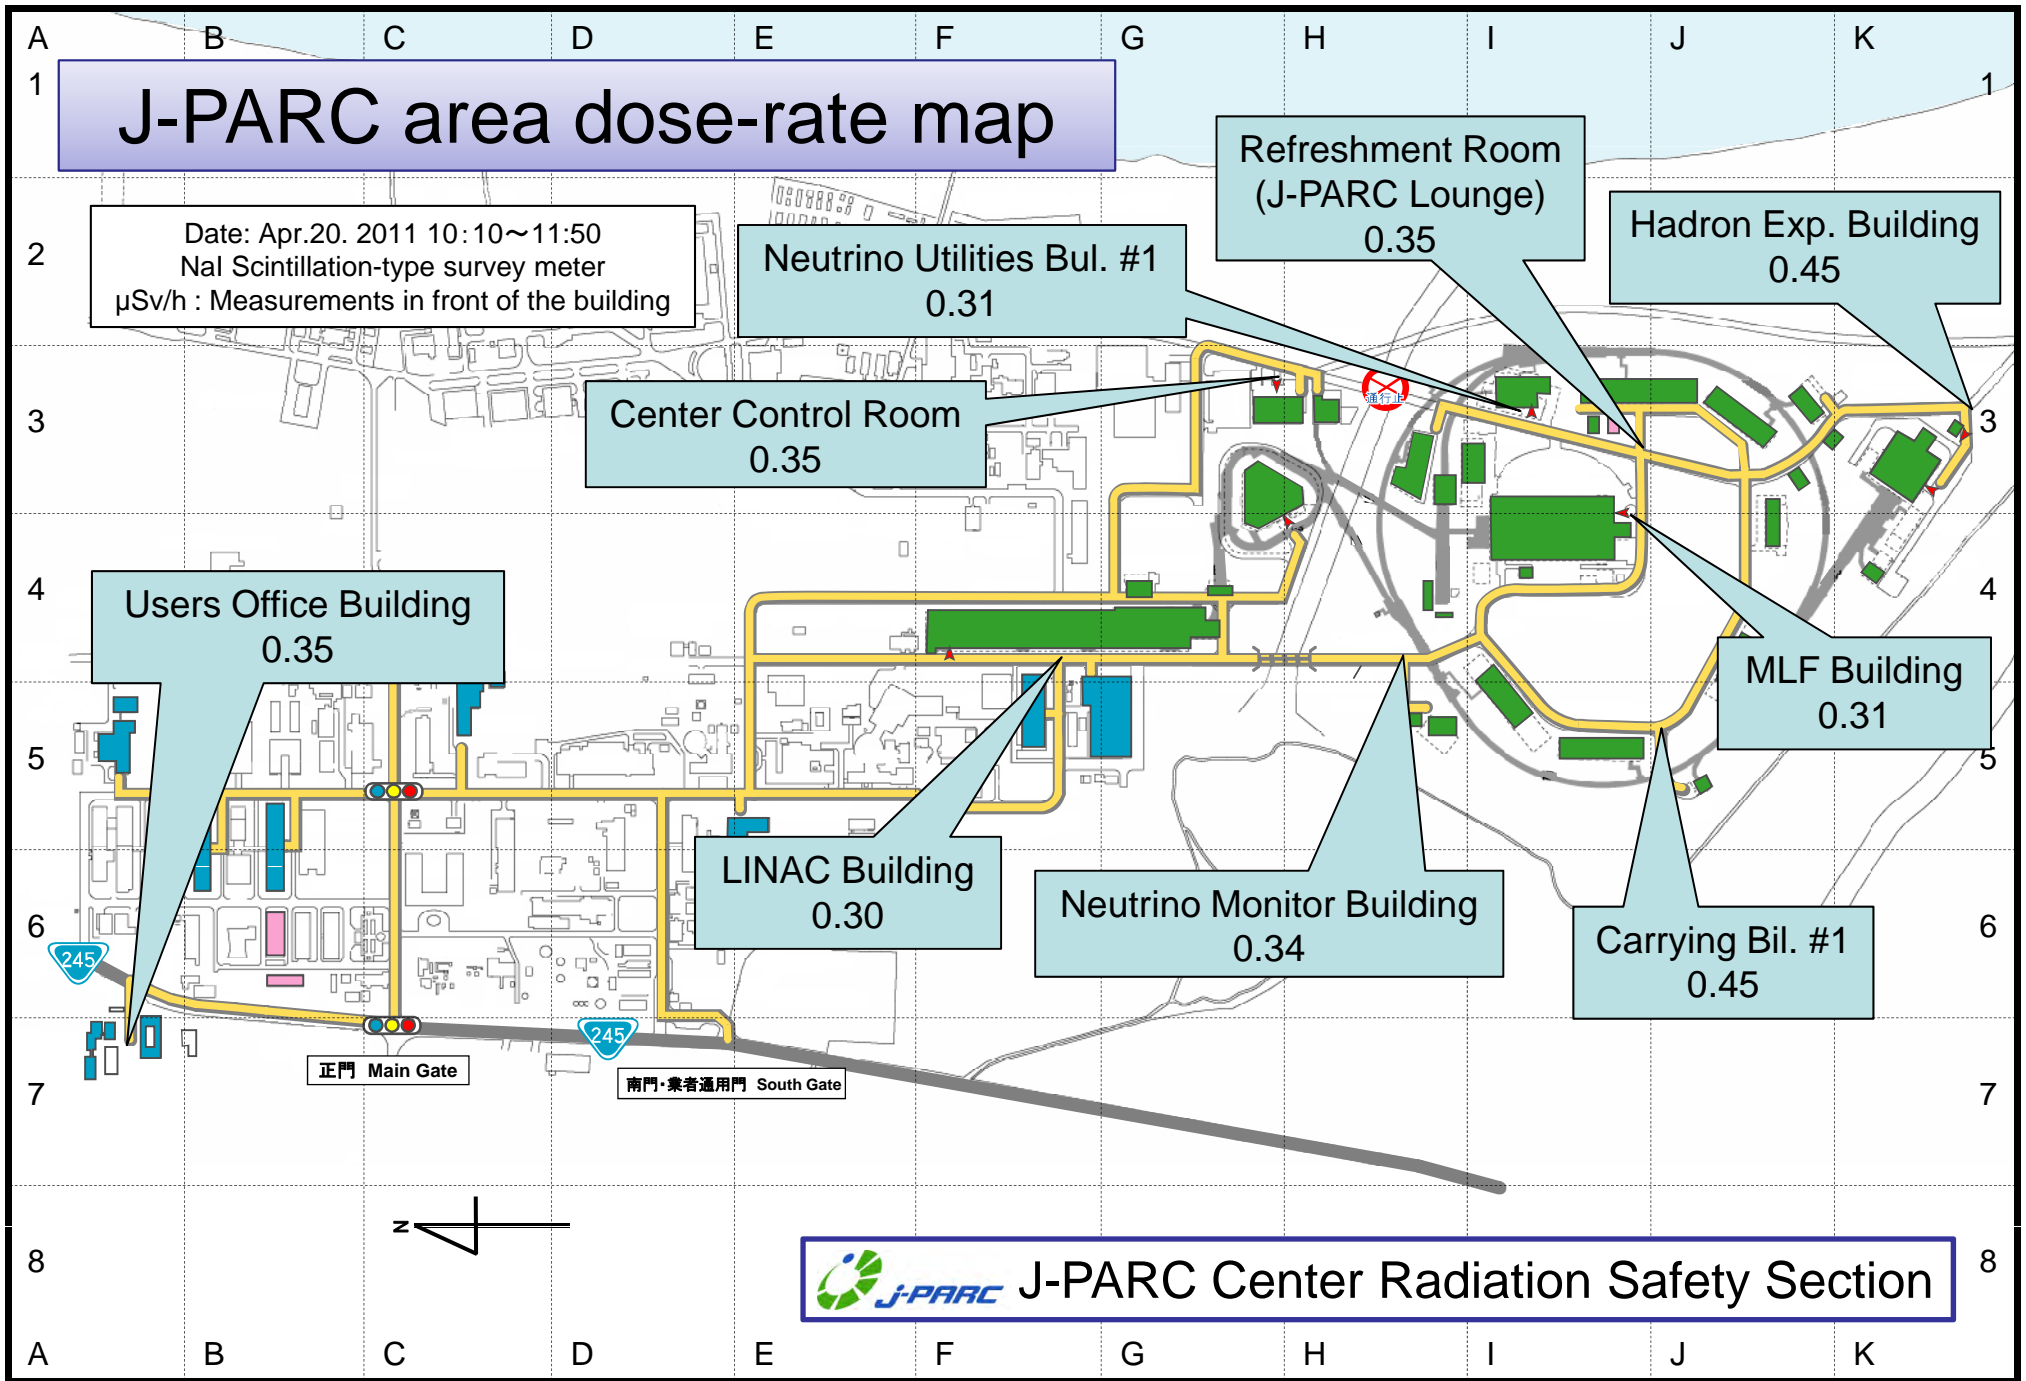 A B C D E F G H I J K
1 1
J-PARC area dose-rate map
Refreshment Room
(J-PARC Lounge)
0.35
Hadron Exp. Building
0.45
2
Date: Apr.20. 2011 10:10～11:50
NaI Scintillation-type survey meter
μSv/h : Measurements in front of the building
Neutrino Utilities Bul. #1
0.31
通行止
3 3
Center Control Room
0.35
4 4
Users Office Building
0.35
MLF Building
0.31
5 5
LINAC Building
0.30
Neutrino Monitor Building
0.34
Carrying Bil. #1
0.45
6 6
245
245
正門 Main Gate
南門・業者通用門 South Gate
7 7
N
8 8
J-PARC J-PARC Center Radiation Safety Section
A B C D E F G H I J K